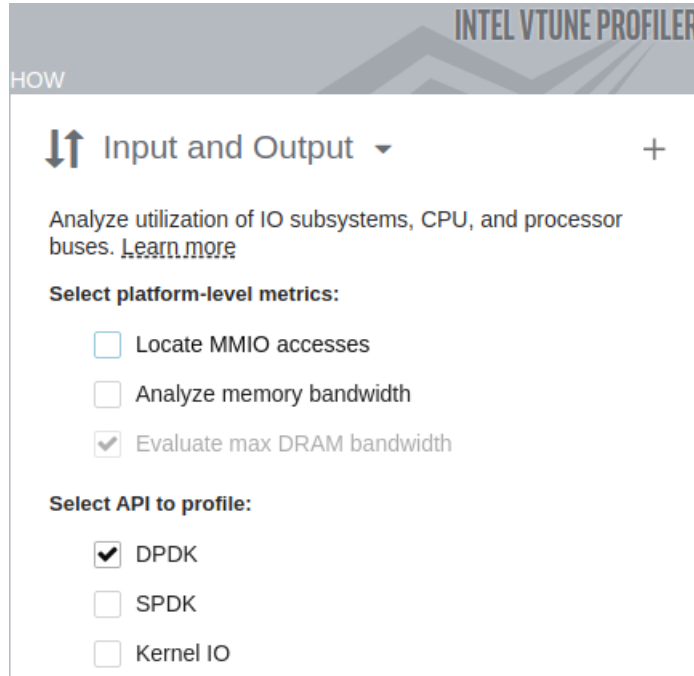 INTEL VTUNE PROFILER
HOW
Input and Output
Analyze utilization of IO subsystems, CPU, and processor
buses. Learn more
Select platform-level metrics:
Locate MMIO accesses
Analyze memory bandwidth
Evaluate max DRAM bandwidth
Select API to profile:
DPDK
SPDK
Kernel IO